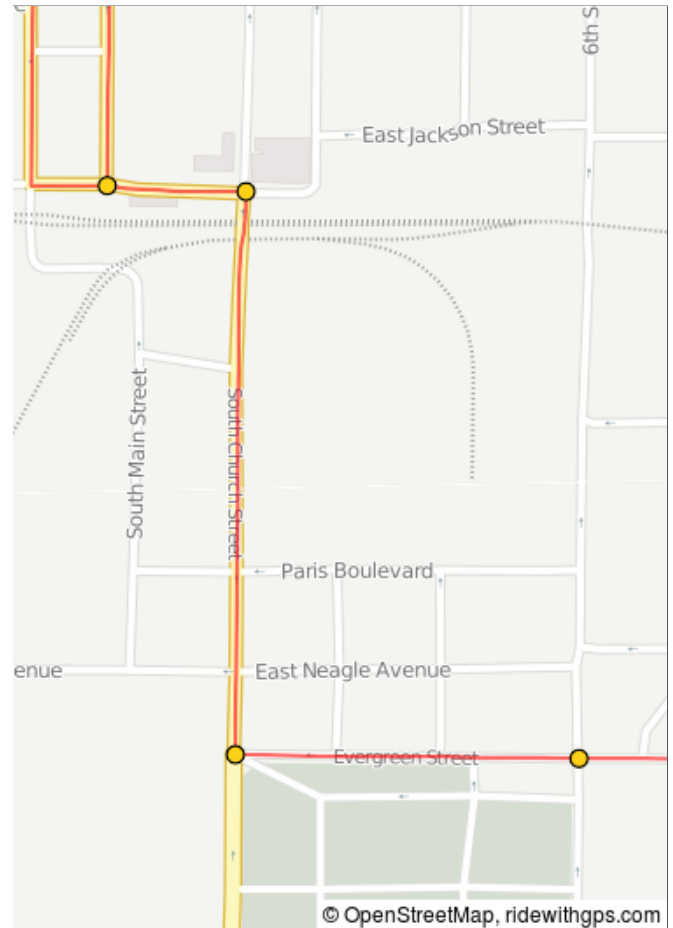 6th S
East Jackson Street
South Main Street
South Church Street
Paris Boulevard
enue
East Neagle Avenue
Evergreen Street
© OpenStreetMap, ridewithgps.com